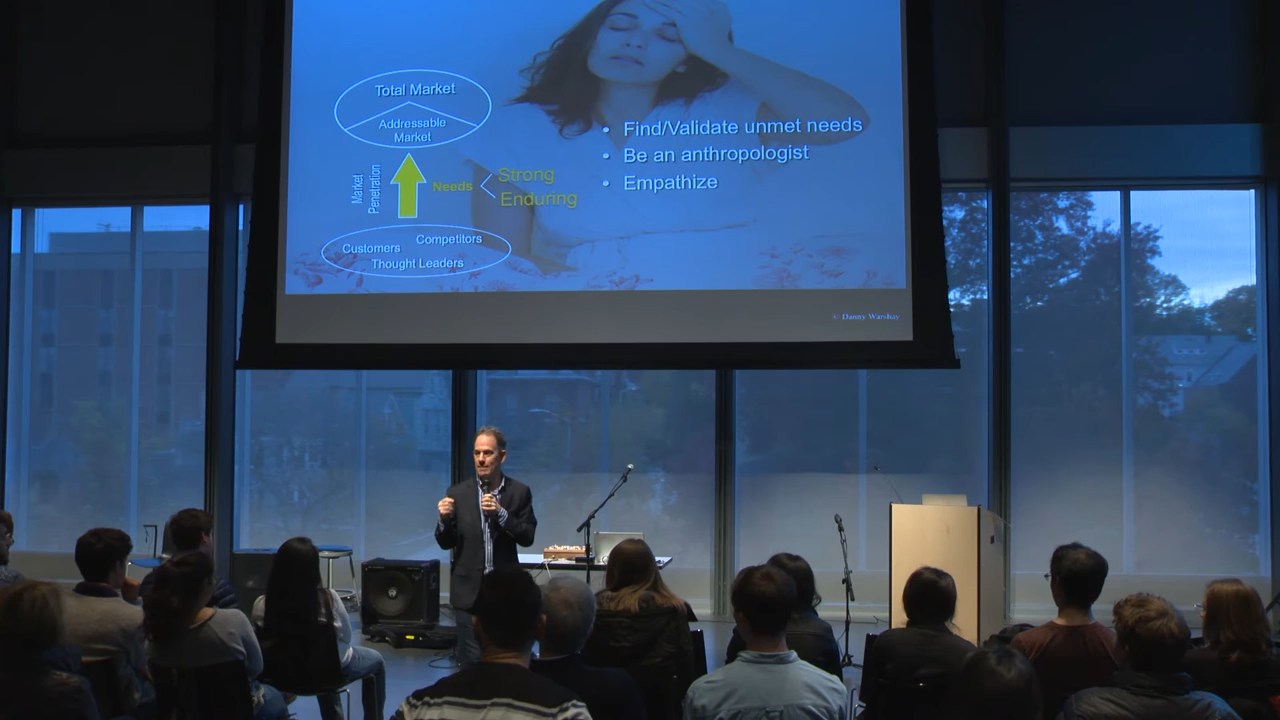 Total Market
Addressable
Market
Market
Penetration
Needs
Strong
Enduring
Customers
Competitors
Thought Leaders
• Find/Validate unmet needs
• Be an anthropologist
• Empathize
© Danny Warshay